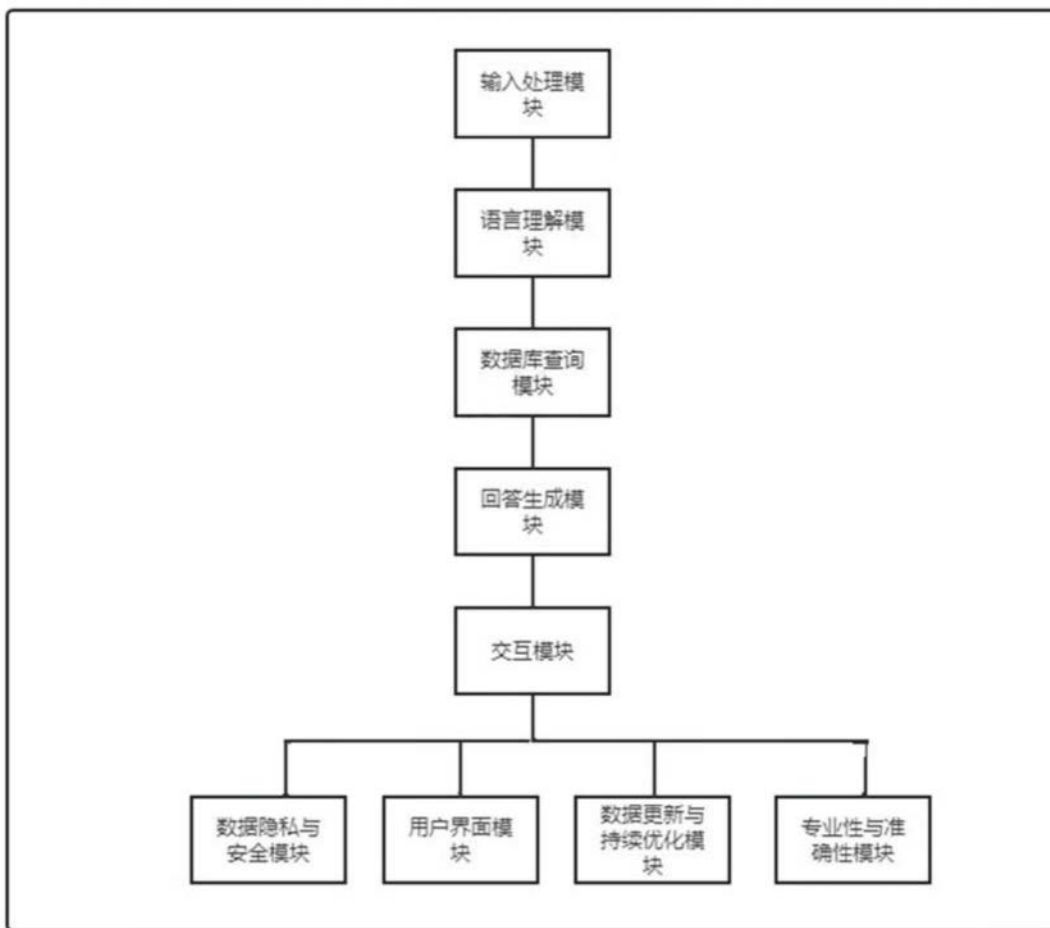 输入处理模
块
语言理解模
块
数据库查询
模块
回答生成模
块
交互模块
数据隐私与
安全模块
用户界面模
块
数据更新与
持续优化模
块
专业性与准
确性模块